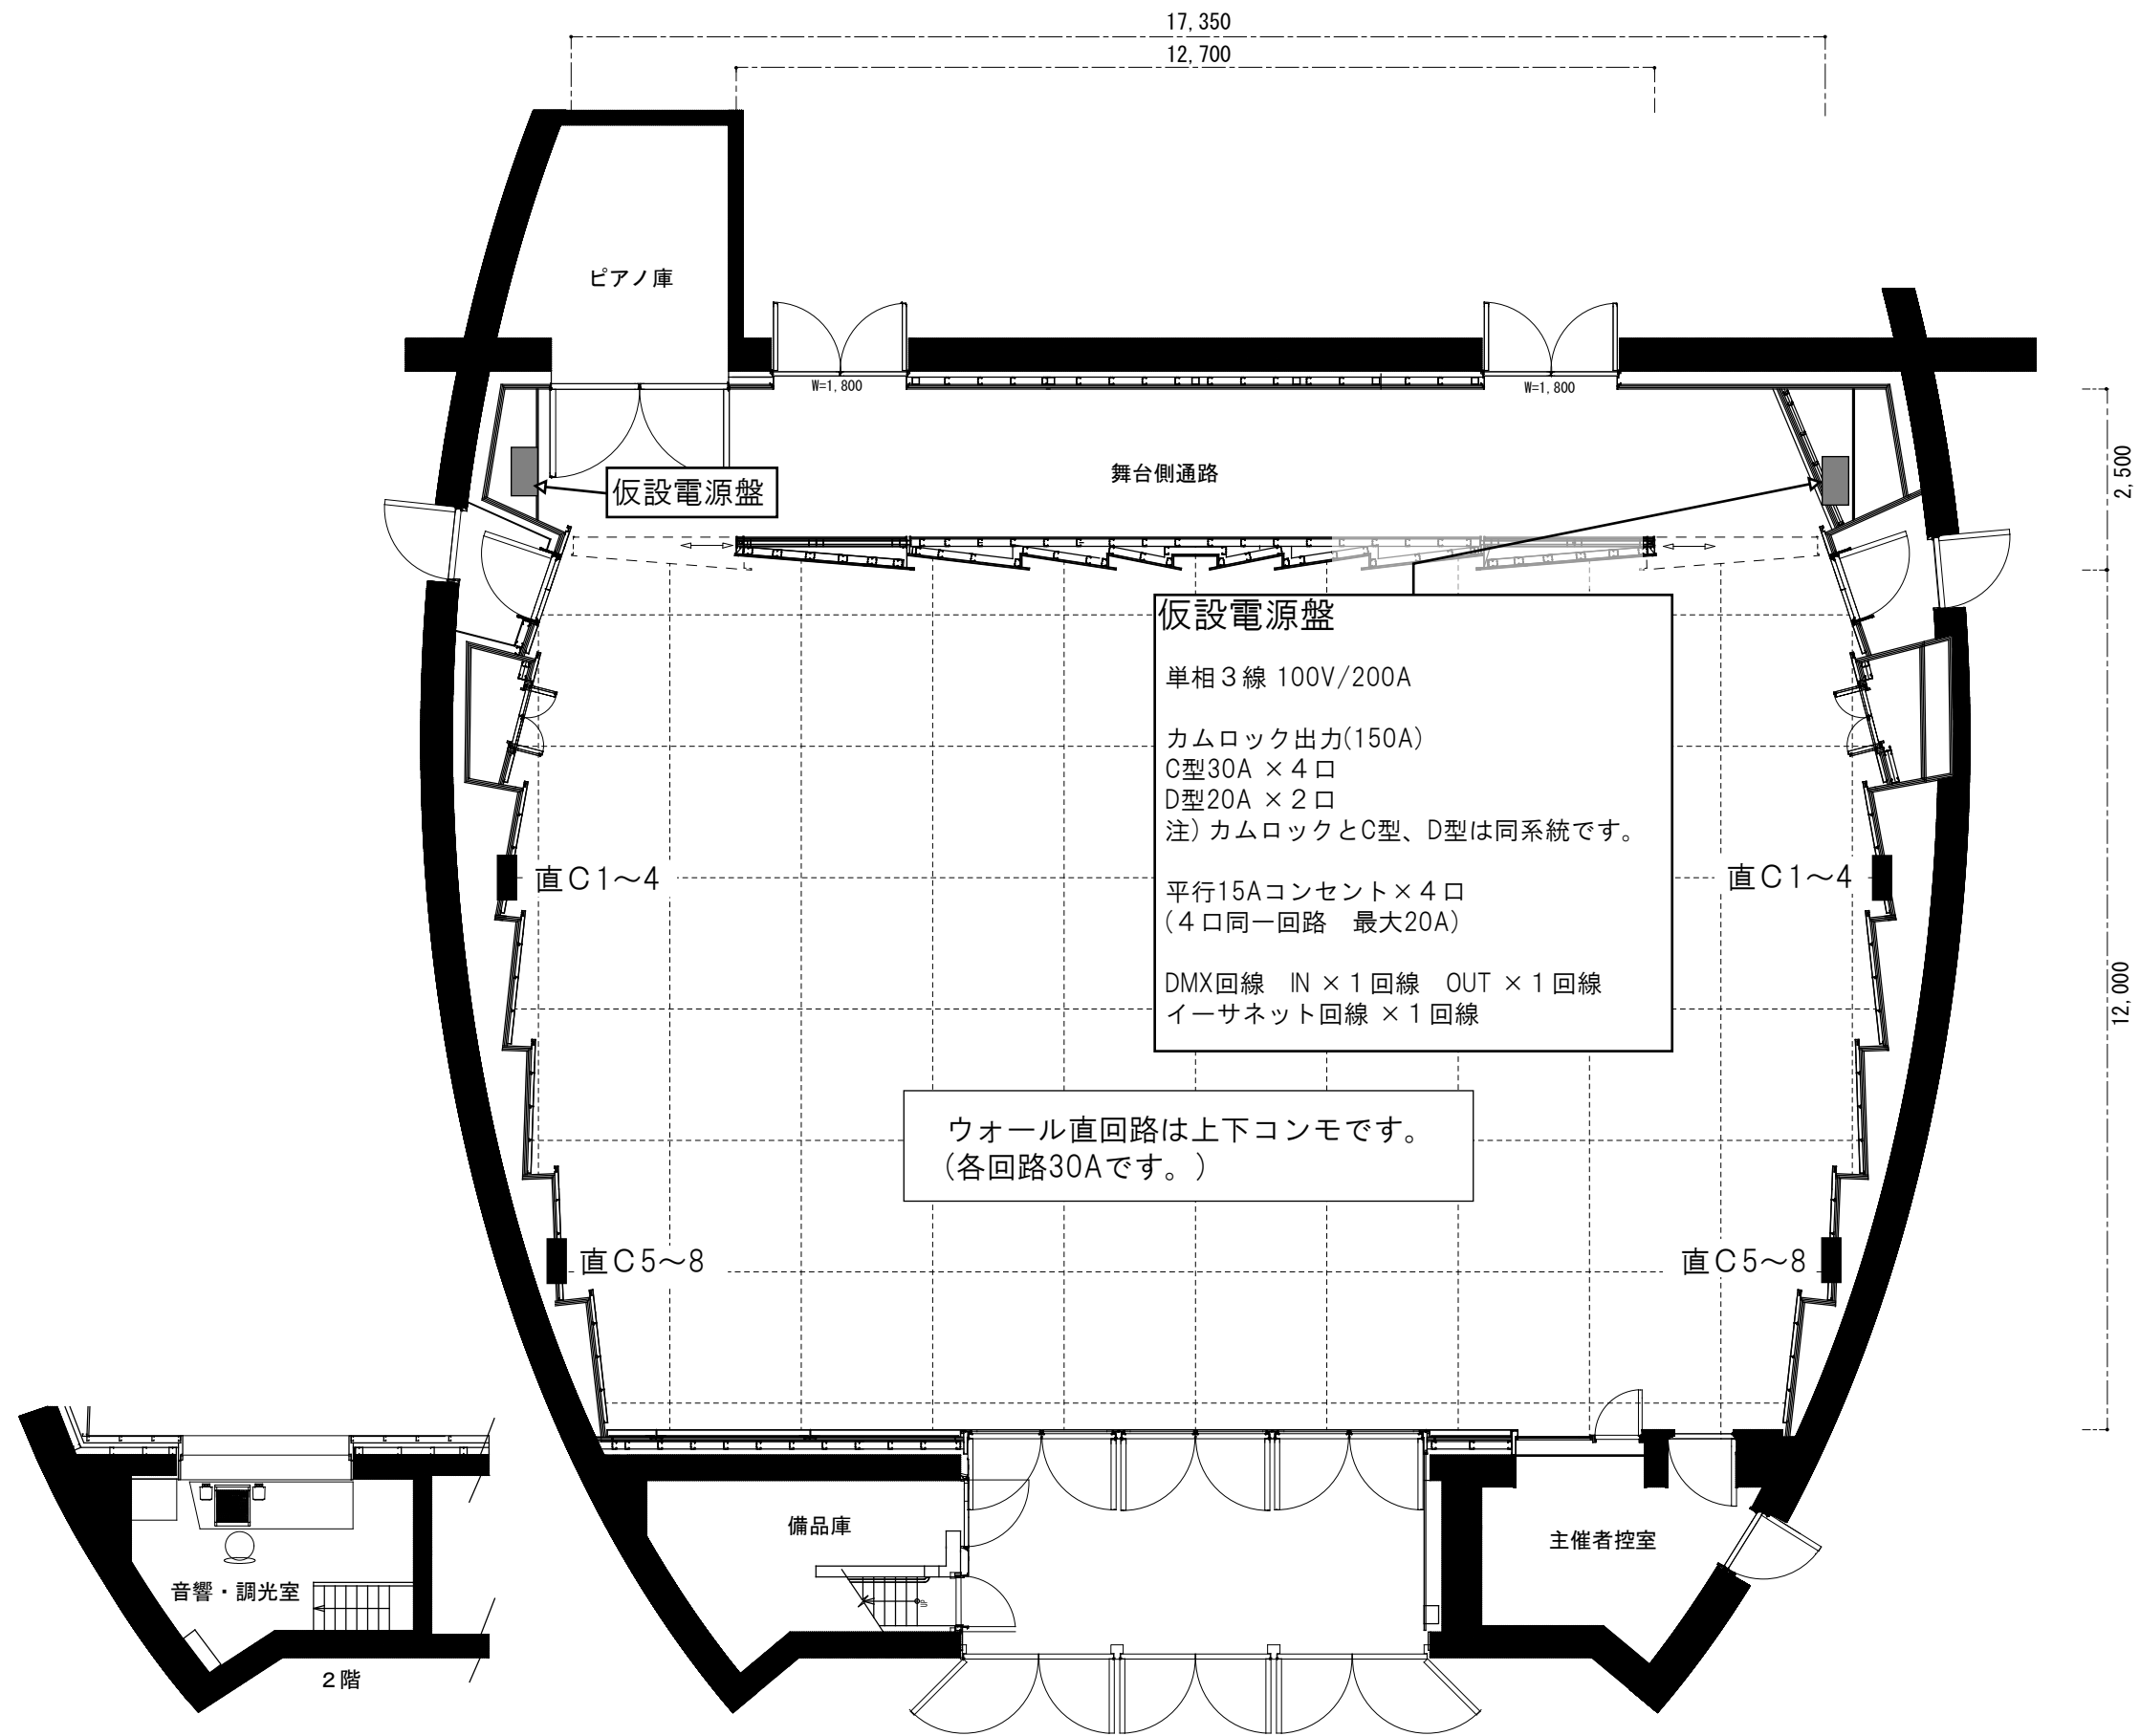 17,350
12,700
ピアノ庫
W=1,800
W=1,800
舞台側通路
2,500
仮設電源盤
仮設電源盤
単相３線 100V/200A
カムロック出力(150A)
C型30A ×４口
D型20A ×２口
注) カムロックとC型、D型は同系統です。
平行15Aコンセント×４口
(４口同一回路　最大20A)
DMX回線　IN ×１回線　OUT ×１回線
イーサネット回線 ×１回線
直Ｃ1～4
直Ｃ1～4
12,000
ウォール直回路は上下コンモです。
(各回路30Aです。)
直Ｃ5～8
直Ｃ5～8
備品庫
主催者控室
音響・調光室
UP
２階